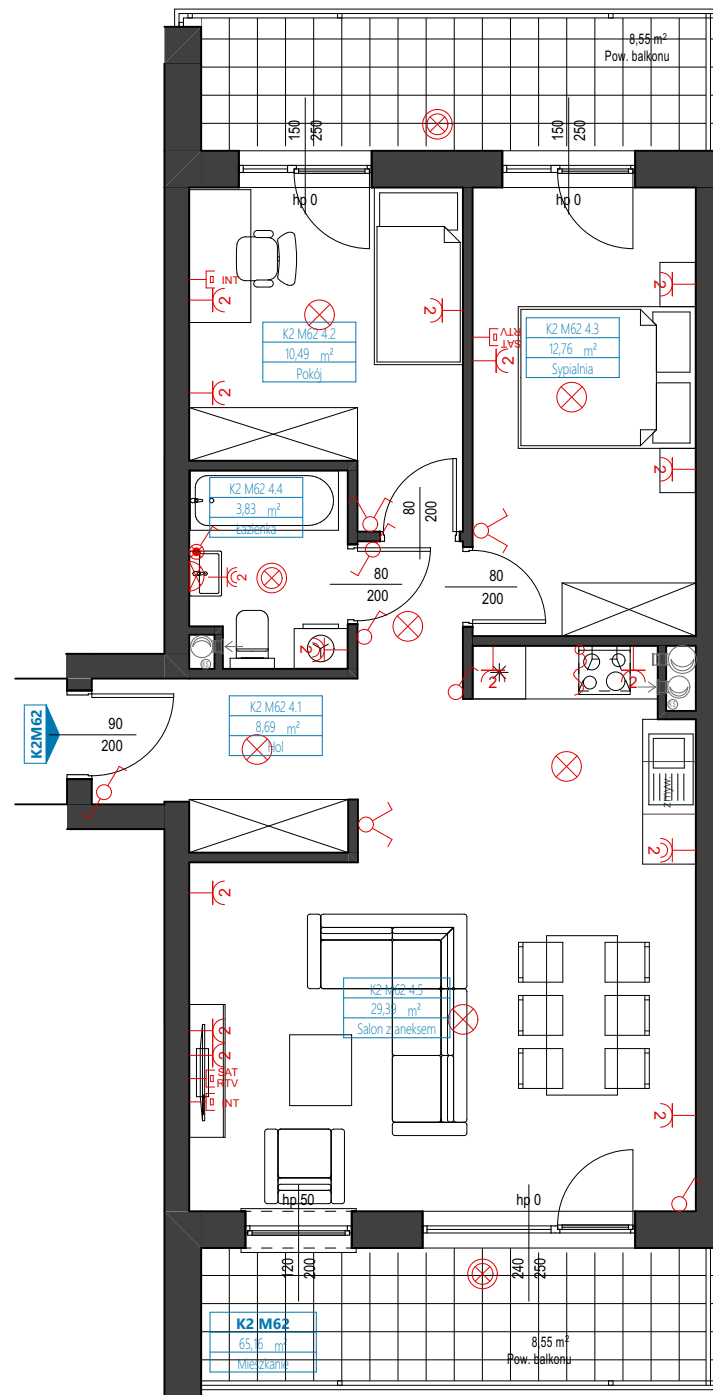 8,55 m²
Pow. balkonu
150
250
150
250
hp 0
hp 0
INT
2
2
2
2
SAT
RTV
2
2
K2 M62 4.2
10,49 m²
Pokój
K2 M62 4.3
12,76 m²
Sypialnia
K2 M62 4.4
3,83 m²
Łazienka
80
200
2
80
200
80
200
2
2
2
K2M62
90
200
K2 M62 4.1
8,69 m²
Hol
2
2
K2 M62 4.5
29,39 m²
Salon z aneksem
2
2
SAT
RTV
INT
2
hp 50
hp 0
120
200
240
250
K2 M62
65,16 m²
Mieszkanie
8,55 m²
Pow. balkonu